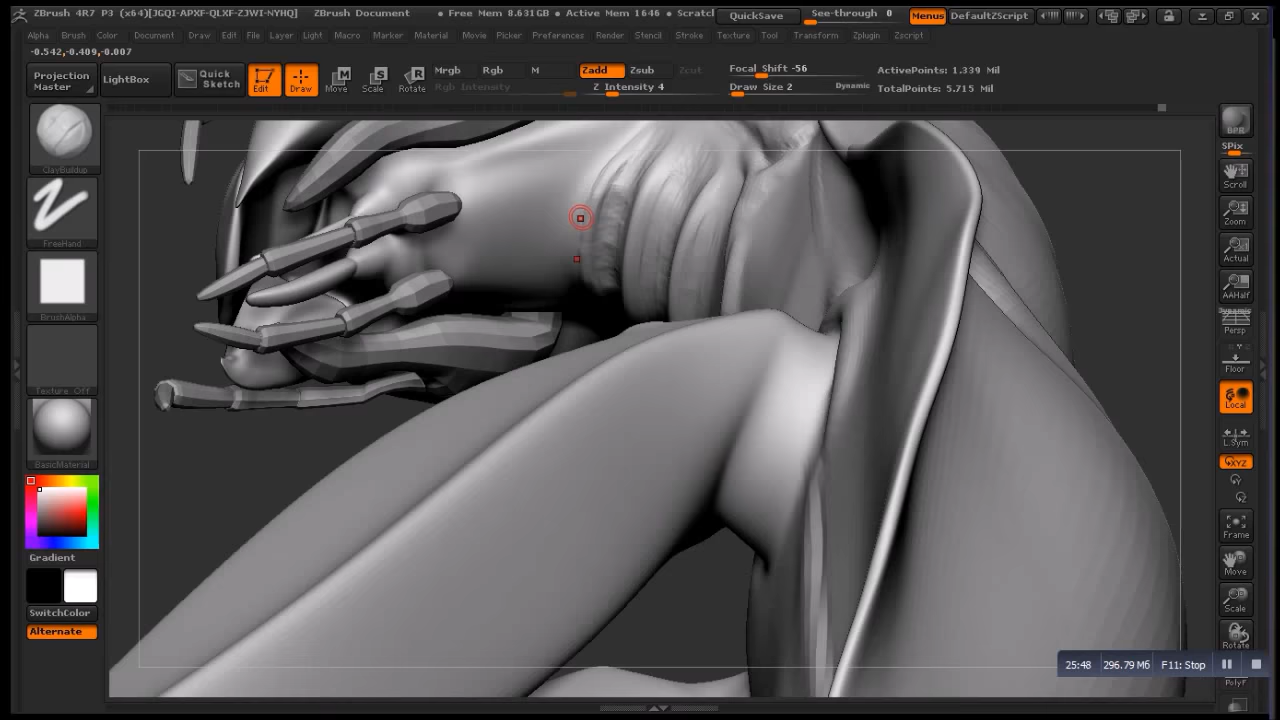 ZBrush 4R7 P3 (x64)[JGQI-APXF-QLXF-ZJWI-NYHQ] ZBrush Document • Free Mem 8.631GB • Active Mem 1646 • Scratcl QuickSave See-through 0 Menus DefaultZScript
Alpha Brush Color Document Draw Edit File Layer Light Macro Marker Material Movie Picker Preferences Render Stencil Stroke Texture Tool Transform Zplugin Zscript
-0.542,-0.409,-0.007
Projection Master
LightBox
Quick Sketch
Edit
Draw
Move
Scale
Rotate
Mrgb Rgb M
Rgb Intensity
Zadd Zsub Zcut
Z Intensity 4
Focal Shift -56
Draw Size 2
Dynamic
ActivePoints: 1.339 Mil
TotalPoints: 5.715 Mil
ClayBuildup
FreeHand
BrushAlpha
Texture Off
BasicMaterial
Gradient
SwitchColor
Alternate
BPR
SPix
Scroll
Zoom
Actual
AAHalf
Dynamic
Persp
Floor
Local
L.Sym
XYZ
Frame
Move
Scale
Rotate
PolyF
25:48 296.79 Мб F11: Stop